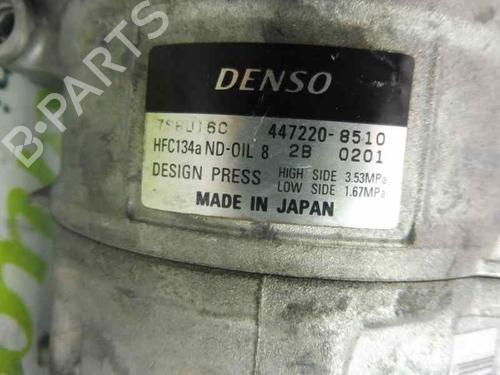 DENSO
7SBU16C 447220-8510
HFC134a ND-OIL 8 2B 0201
DESIGN PRESS HIGH SIDE 3.53MPa
LOW SIDE 1.67MPa
MADE IN JAPAN
B-PARTS